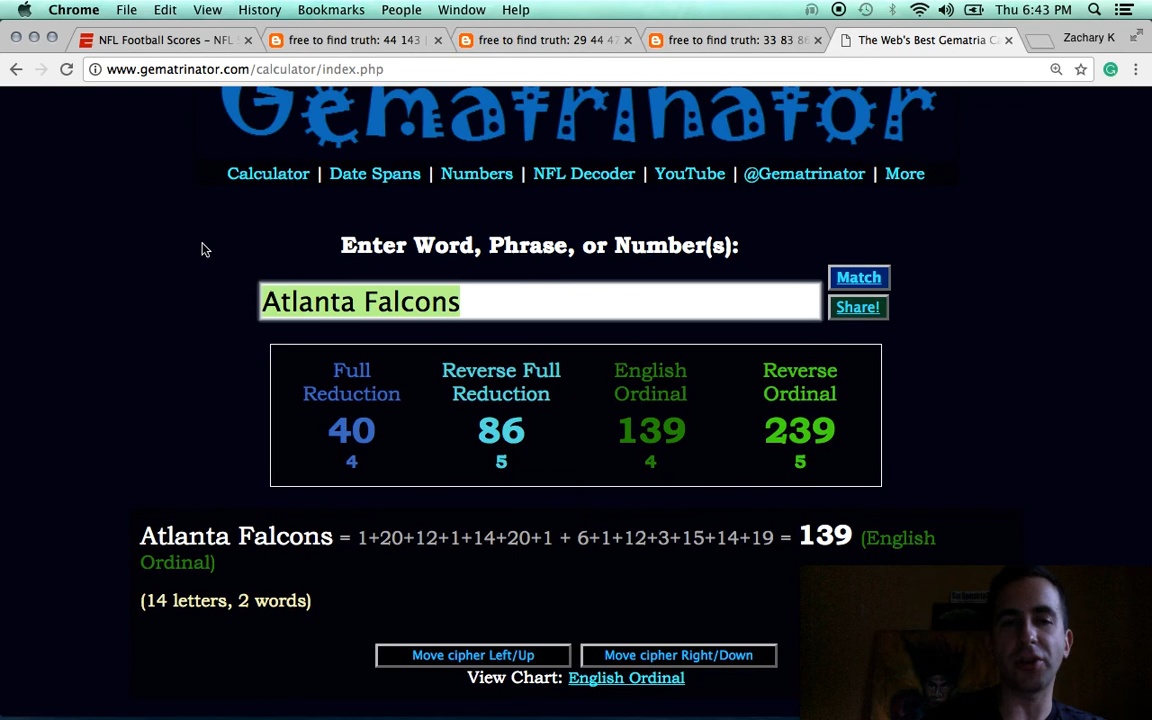 Chrome File Edit View History Bookmarks People Window Help Thu 6:43 PM
NFL Football Scores – NFL free to find truth: 44 143 free to find truth: 29 44 47 free to find truth: 33 83 86 The Web's Best Gematria Ca Zachary K
www.gematrinator.com/calculator/index.php
Gematrinator
Calculator | Date Spans | Numbers | NFL Decoder | YouTube | @Gematrinator | More
Enter Word, Phrase, or Number(s):
Match
Atlanta Falcons
Share!
Full Reverse Full English Reverse
Reduction Reduction Ordinal Ordinal
40 86 139 239
4 5 4 5
Atlanta Falcons = 1+20+12+1+14+20+1 + 6+1+12+3+15+14+19 = 139 (English
Ordinal)
(14 letters, 2 words)
Move cipher Left/Up Move cipher Right/Down
View Chart: English Ordinal